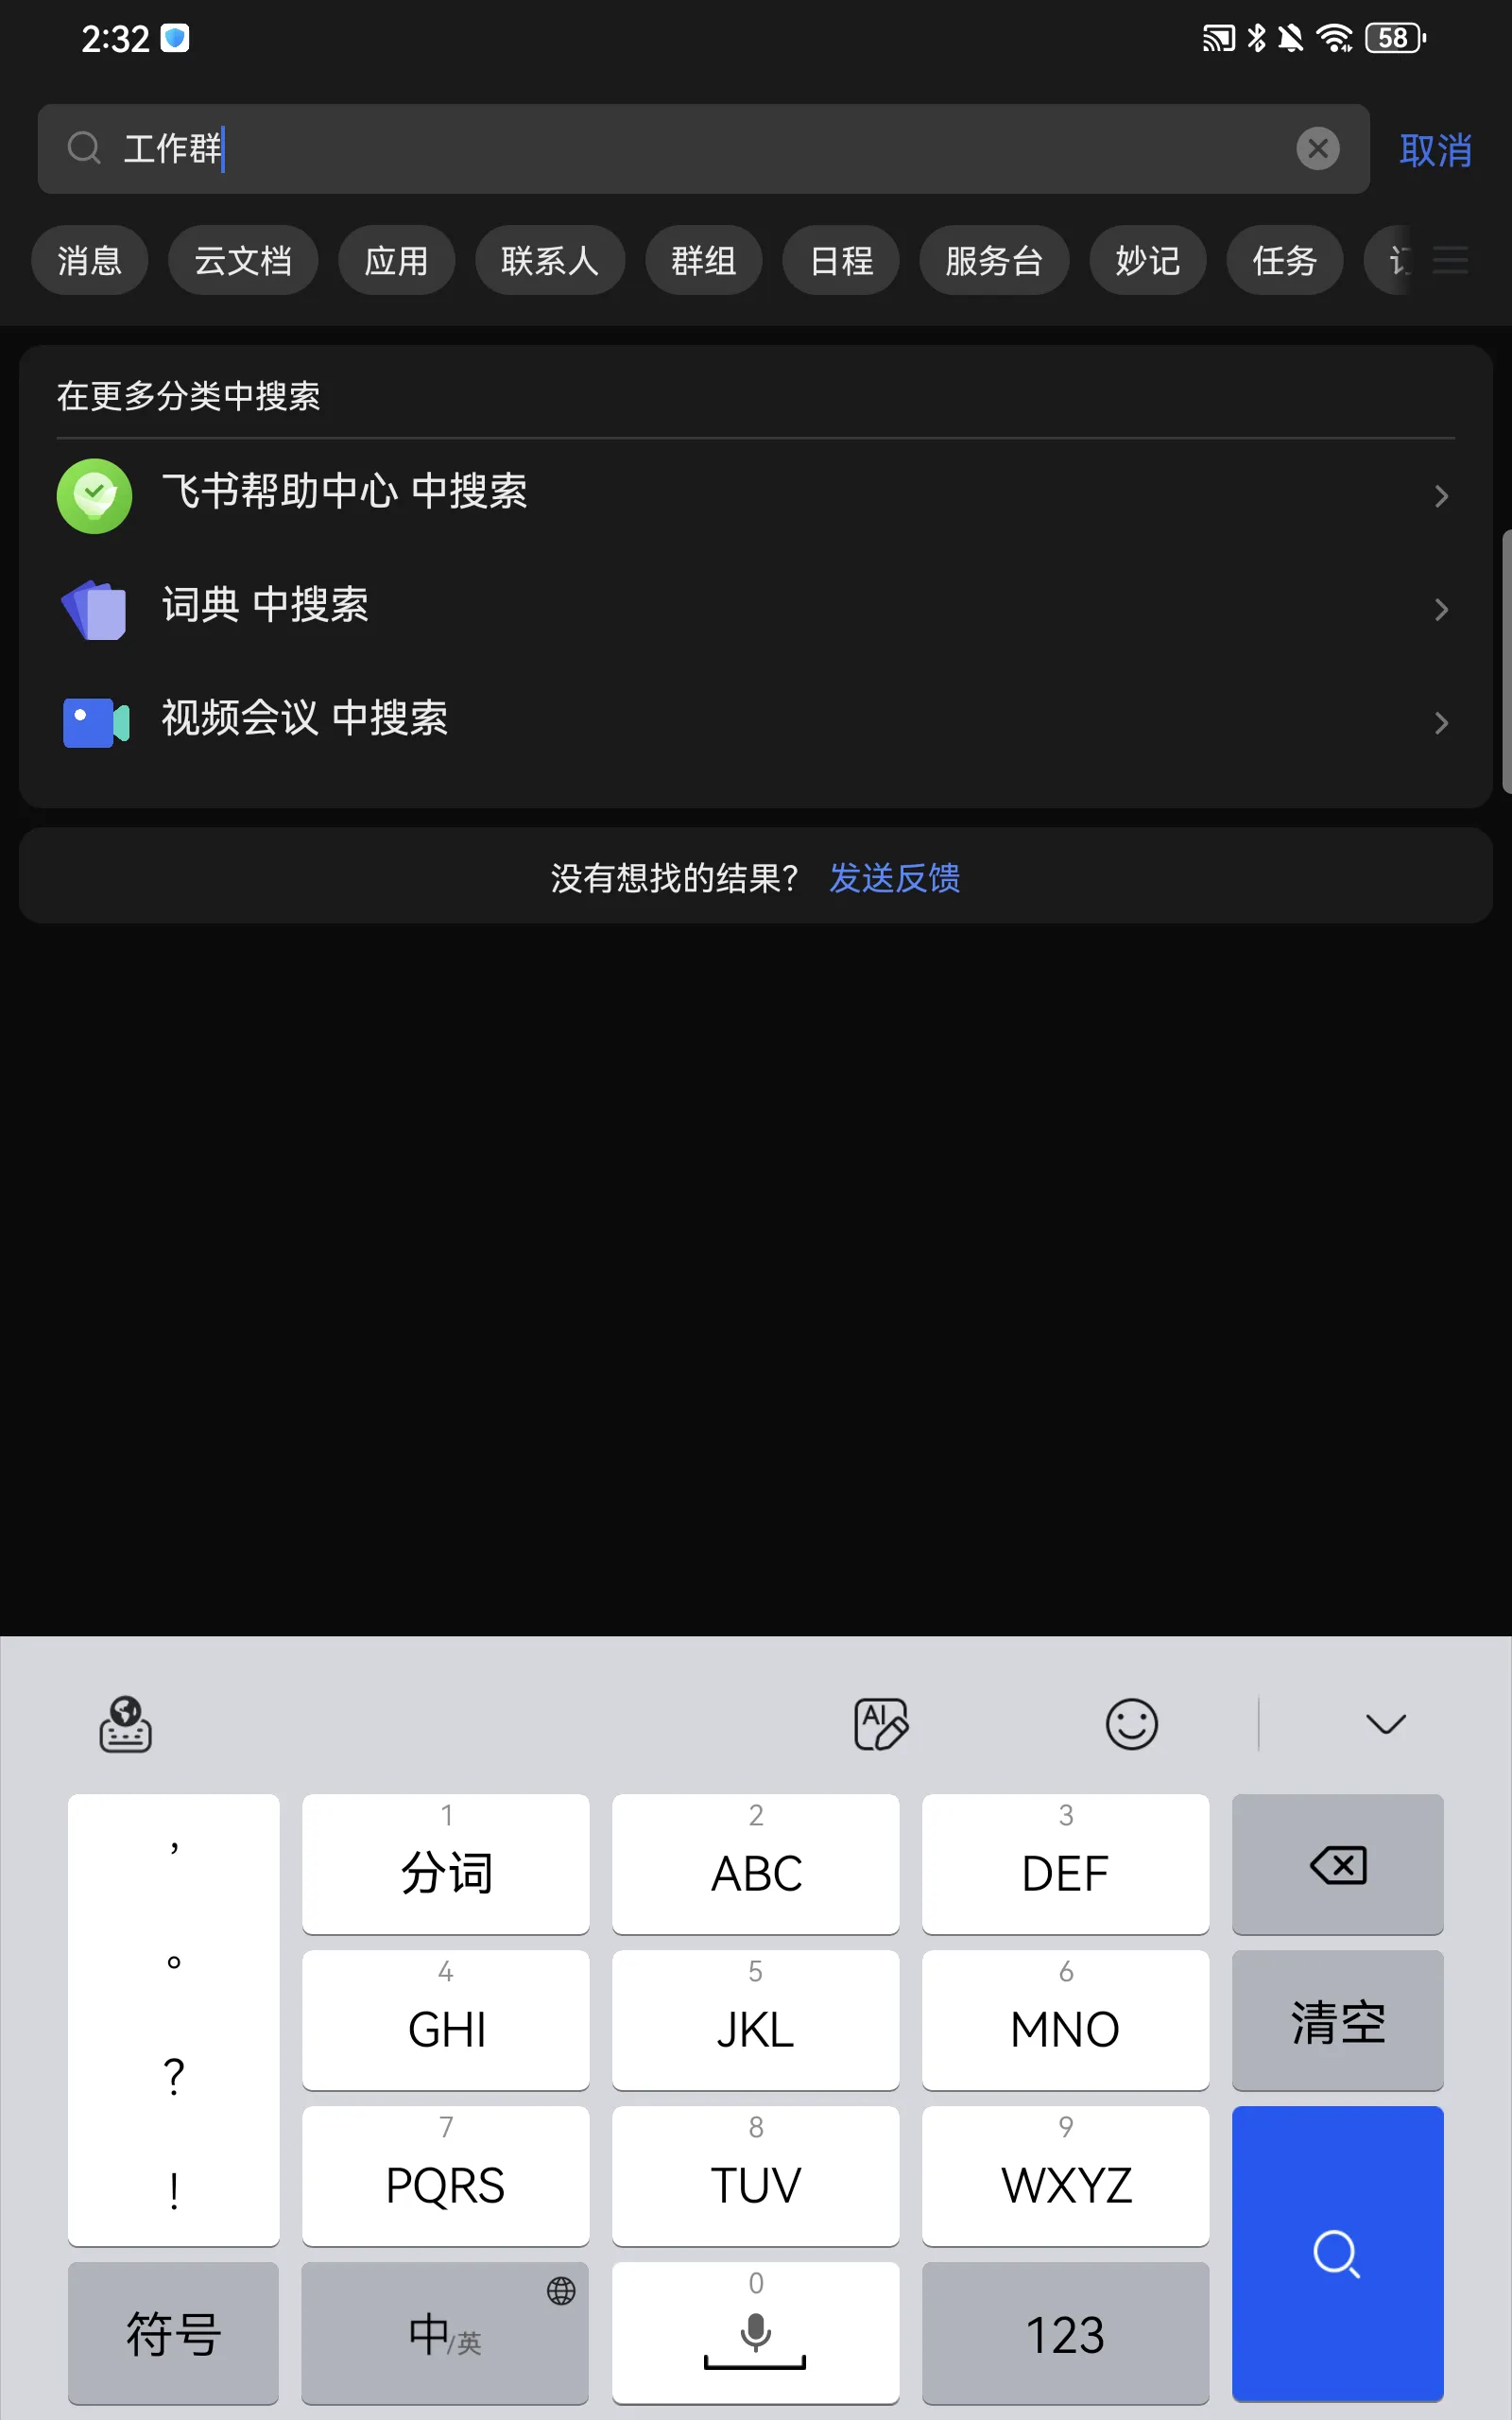 2:32
58
工作群
取消
消息 云文档 应用 联系人 群组 日程 服务台 妙记 任务
在更多分类中搜索
飞书帮助中心 中搜索
词典 中搜索
视频会议 中搜索
没有想找的结果？ 发送反馈
AI
，
。
？
！
1 2 3
分词 ABC DEF
4 5 6
GHI JKL MNO 清空
7 8 9
PQRS TUV WXYZ
0
符号 中/英 123